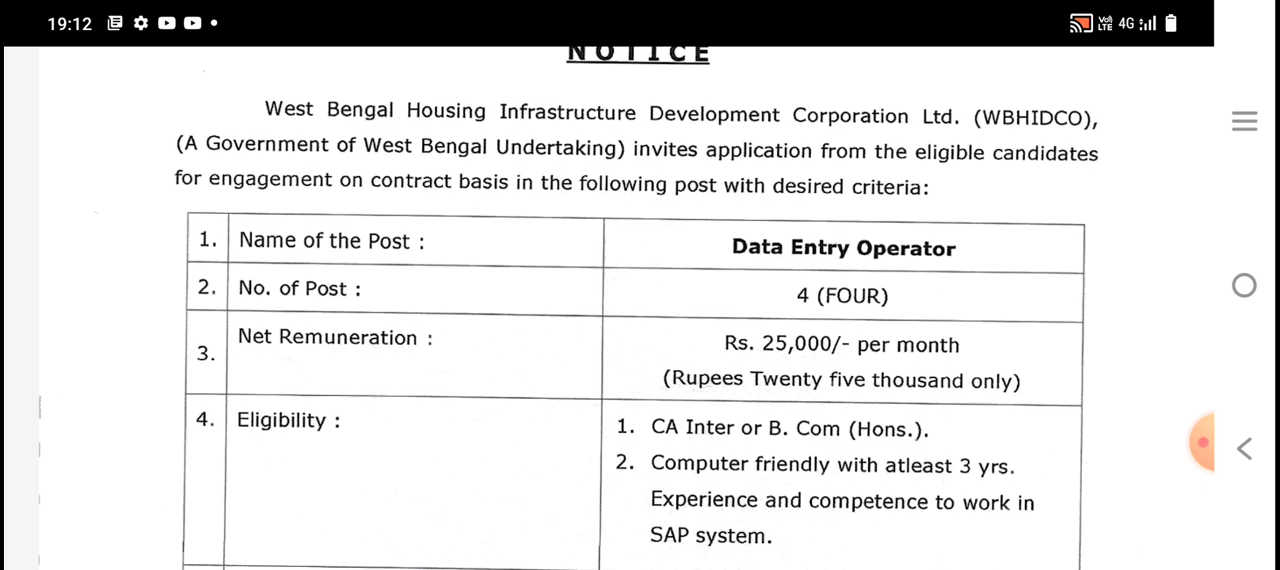 19:12
Vo) 4G
LTE
NOTICE
West Bengal Housing Infrastructure Development Corporation Ltd. (WBHIDCO),
(A Government of West Bengal Undertaking) invites application from the eligible candidates
for engagement on contract basis in the following post with desired criteria:
1. Name of the Post : Data Entry Operator
2. No. of Post : 4 (FOUR)
3. Net Remuneration : Rs. 25,000/- per month
(Rupees Twenty five thousand only)
4. Eligibility : 1. CA Inter or B. Com (Hons.).
2. Computer friendly with atleast 3 yrs.
Experience and competence to work in
SAP system.